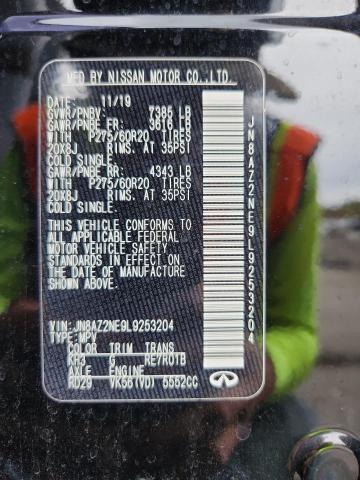 MFD BY NISSAN MOTOR CO.,LTD.
DATE: 11/19
GVWR/PNBV: 7385 LB
GAWR/PNBE FR: 3618 LB
WITH P275/60R20 TIRES
20X8J RIMS. AT 35PSI
COLD SINGLE
GAWR/PNBE RR: 4343 LB
WITH P275/60R20 TIRES
20X8J RIMS. AT 35PSI
COLD SINGLE
THIS VEHICLE CONFORMS TO
ALL APPLICABLE FEDERAL
MOTOR VEHICLE SAFETY
STANDARDS IN EFFECT ON
THE DATE OF MANUFACTURE
SHOWN ABOVE.
VIN: JN8AZ2NE9L9253204
TYPE: MPV
COLOR TRIM TRANS
KH3 G RE7R01B
AXLE ENGINE
RD29 VK56(VD) 5552CC
JN8AZ2NE9L9253204